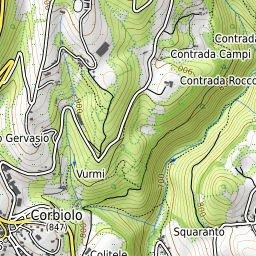 Contrada
Contrada Campi
Contrada Rocco
Gervasio
Vurmi
Corbiolo
(847)
Squaranto
Colitele